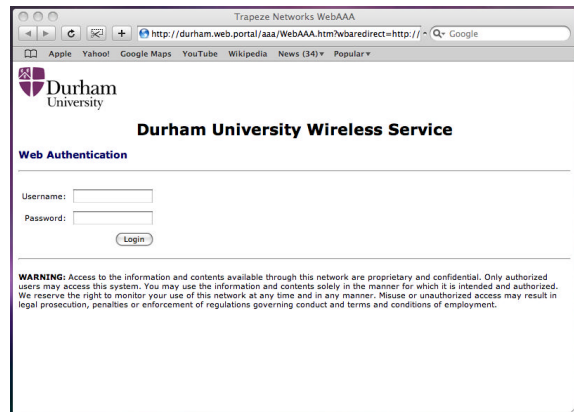 Trapeze Networks WebAAA
http://durham.web.portal/aaa/WebAAA.htm?wbaredirect=http://
Google
Apple Yahoo! Google Maps YouTube Wikipedia News (34) Popular
Durham
University
Durham University Wireless Service
Web Authentication
Username:
Password:
Login
WARNING: Access to the information and contents available through this network are proprietary and confidential. Only authorized
users may access this system. You may use the information and contents solely in the manner for which it is intended and authorized.
We reserve the right to monitor your use of this network at any time and in any manner. Misuse or unauthorized access may result in
legal prosecution, penalties or enforcement of regulations governing conduct and terms and conditions of employment.